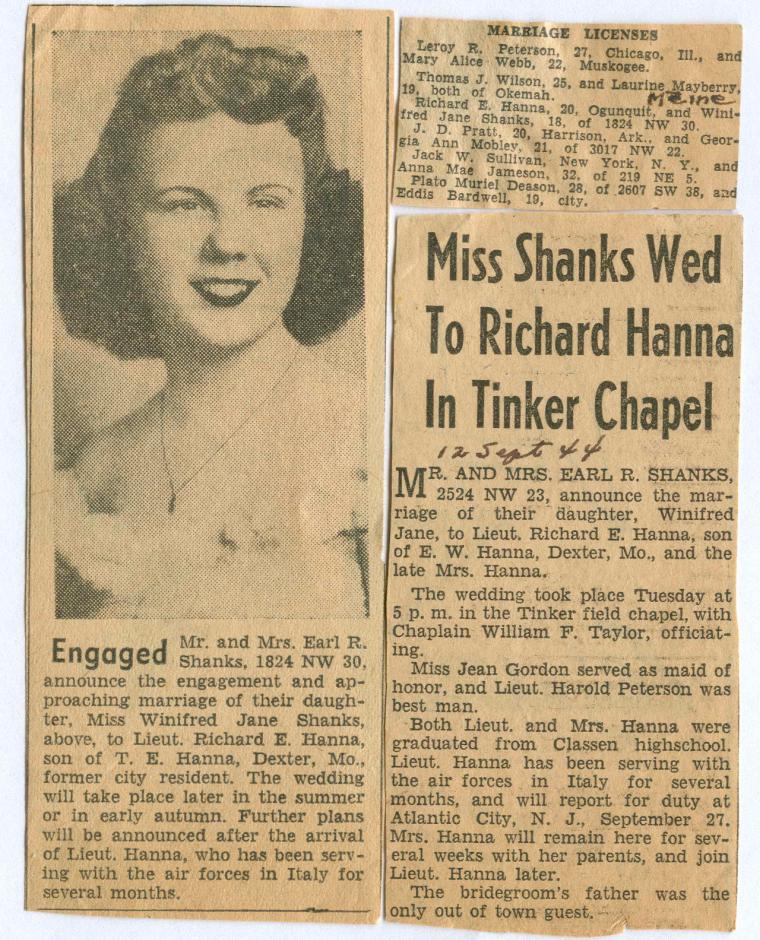 Engaged Mr. and Mrs. Earl R.
Shanks, 1824 NW 30,
announce the engagement and ap-
proaching marriage of their daugh-
ter, Miss Winifred Jane Shanks,
above, to Lieut. Richard E. Hanna,
son of T. E. Hanna, Dexter, Mo.,
former city resident. The wedding
will take place later in the summer
or in early autumn. Further plans
will be announced after the arrival
of Lieut. Hanna, who has been serv-
ing with the air forces in Italy for
several months.
MARRIAGE LICENSES
Leroy R. Peterson, 27, Chicago, Ill., and
Mary Alice Webb, 22, Muskogee.
Thomas J. Wilson, 25, and Laurine Mayberry,
19, both of Okemah.
Meine
Richard E. Hanna, 20, Ogunquit, and Wini-
fred Jane Shanks, 18, of 1824 NW 30.
J. D. Pratt, 20, Harrison, Ark., and Geor-
gia Ann Mobley, 21, of 3017 NW 22.
Jack W. Sullivan, New York, N. Y., and
Anna Mae Jameson, 32, of 219 NE 5.
Plato Muriel Deason, 28, of 2607 SW 38, and
Eddis Bardwell, 19, city.
Miss Shanks Wed
To Richard Hanna
In Tinker Chapel
12 Sept 44
MR. AND MRS. EARL R. SHANKS,
2524 NW 23, announce the mar-
riage of their daughter, Winifred
Jane, to Lieut. Richard E. Hanna, son
of E. W. Hanna, Dexter, Mo., and the
late Mrs. Hanna.
The wedding took place Tuesday at
5 p. m. in the Tinker field chapel, with
Chaplain William F. Taylor, officiat-
ing.
Miss Jean Gordon served as maid of
honor, and Lieut. Harold Peterson was
best man.
Both Lieut. and Mrs. Hanna were
graduated from Classen highschool.
Lieut. Hanna has been serving with
the air forces in Italy for several
months, and will report for duty at
Atlantic City, N. J., September 27.
Mrs. Hanna will remain here for sev-
eral weeks with her parents, and join
Lieut. Hanna later.
The bridegroom's father was the
only out of town guest.